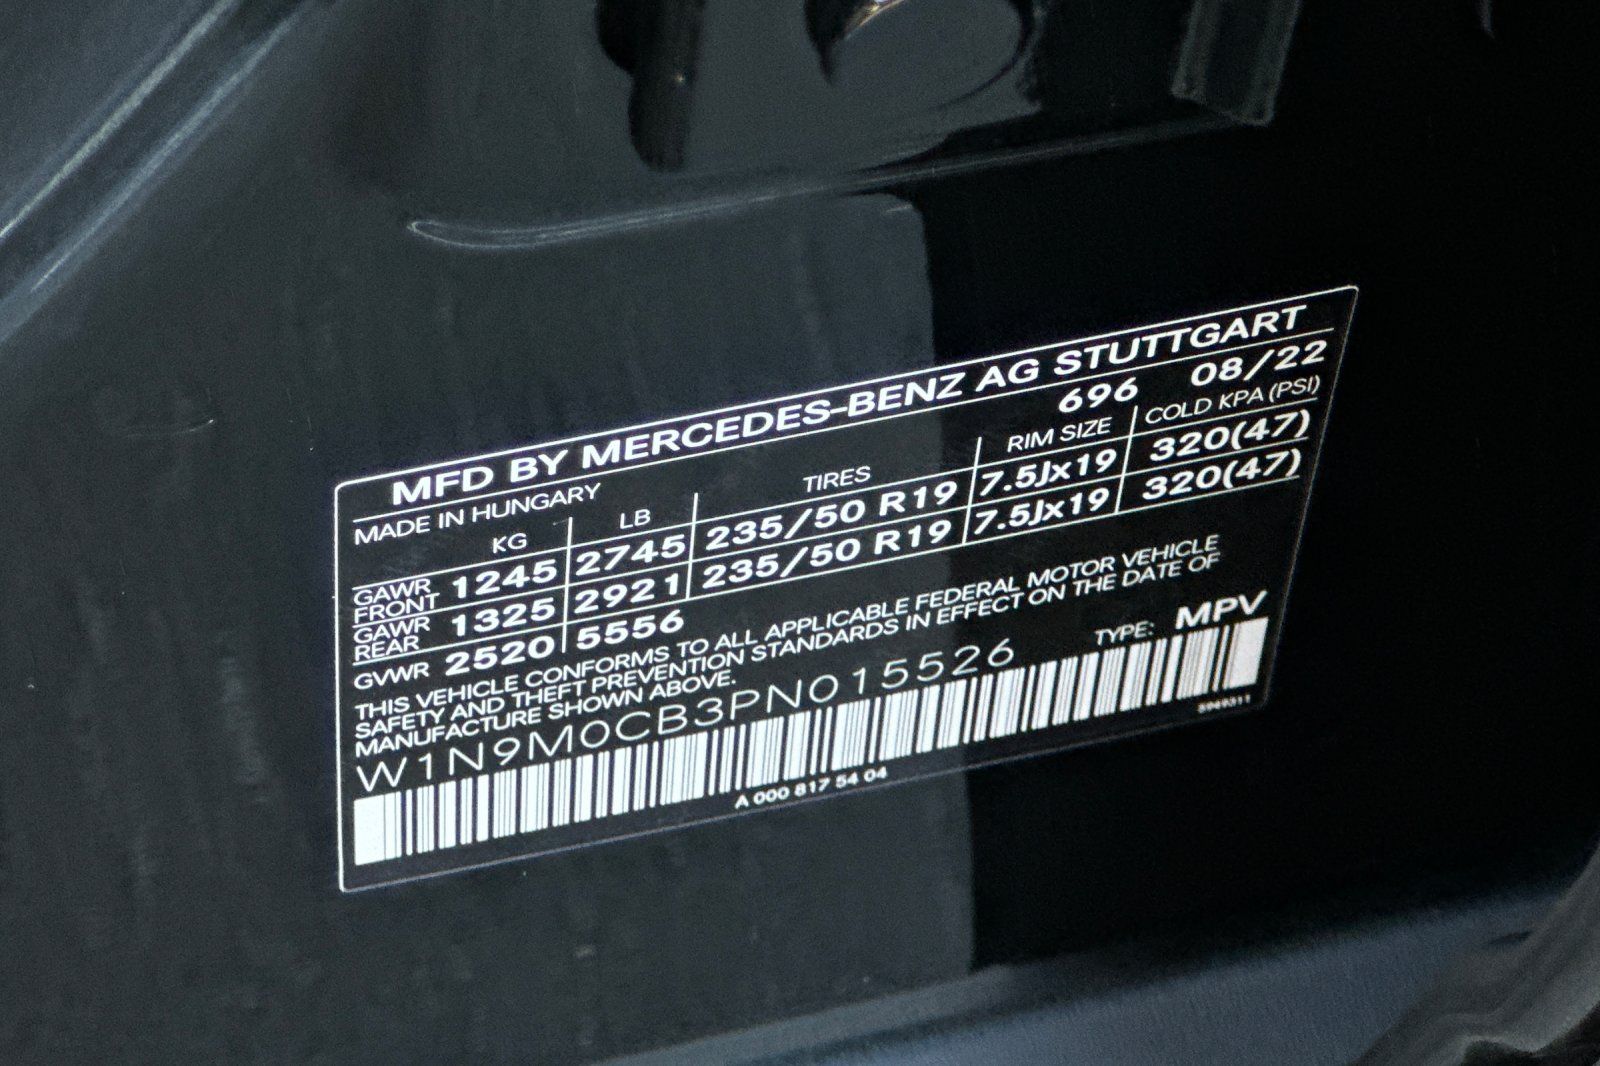 MFD BY MERCEDES-BENZ AG STUTTGART
MADE IN HUNGARY 696 08/22
KG LB TIRES RIM SIZE COLD KPA (PSI)
GAWR FRONT 1245 2745 235/50 R19 7.5Jx19 320(47)
GAWR REAR 1325 2921 235/50 R19 7.5Jx19 320(47)
GVWR 2520 5556
THIS VEHICLE CONFORMS TO ALL APPLICABLE FEDERAL MOTOR VEHICLE
SAFETY AND THEFT PREVENTION STANDARDS IN EFFECT ON THE DATE OF
MANUFACTURE SHOWN ABOVE.
W1N9M0CB3PN015526 TYPE: MPV
A 000 817 54 04